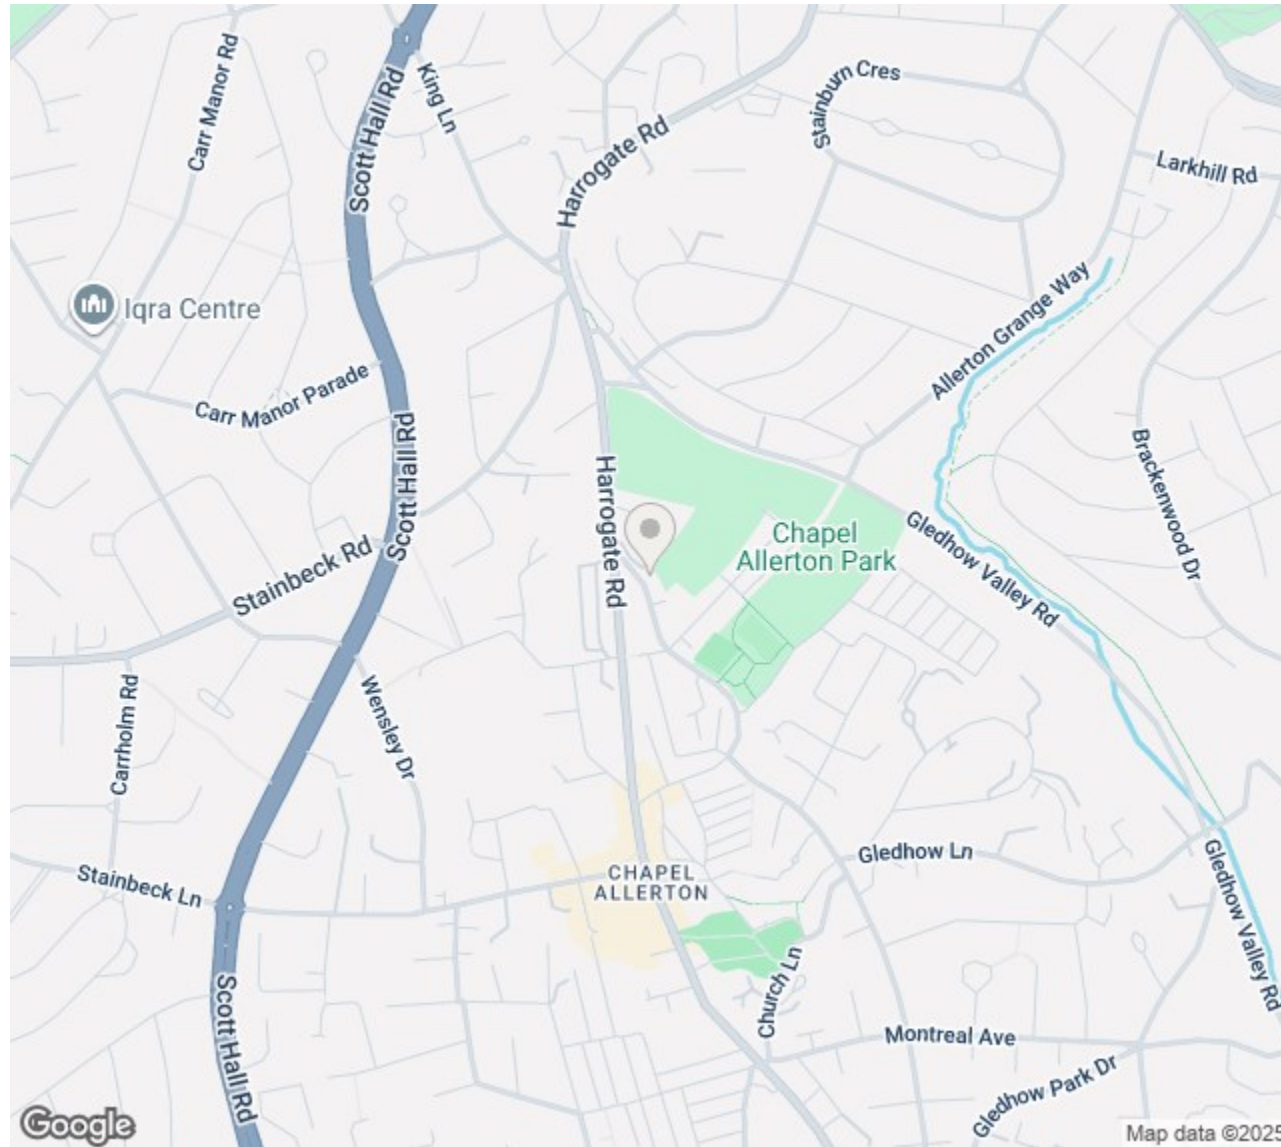 Carr Manor Rd
Scott Hall Rd
King Ln
Harrogate Rd
Stainburn Cres
Larkhill Rd
Iqra Centre
Allerton Grange Way
Carr Manor Parade
Scott Hall Rd
Harrogate Rd
Brackenwood Dr
Chapel
Allerton Park
Gledhow Valley Rd
Stainbeck Rd
Carrholm Rd
Wensley Dr
Gledhow Ln
CHAPEL
ALLERTON
Stainbeck Ln
Gledhow Valley Rd
Church Ln
Scott Hall Rd
Montreal Ave
Gledhow Park Dr
Google
Map data ©2025